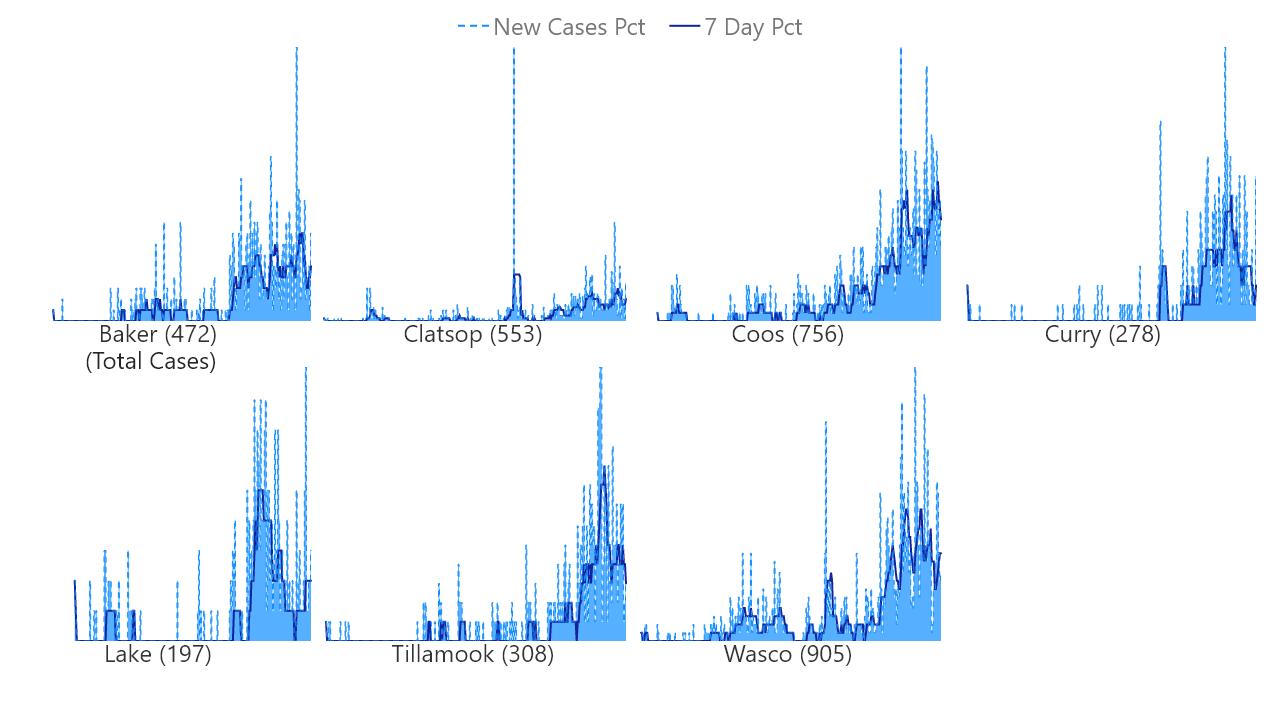 New Cases Pct 7 Day Pct
Baker (472) Clatsop (553) Coos (756) Curry (278)
(Total Cases)
Lake (197) Tillamook (308) Wasco (905)